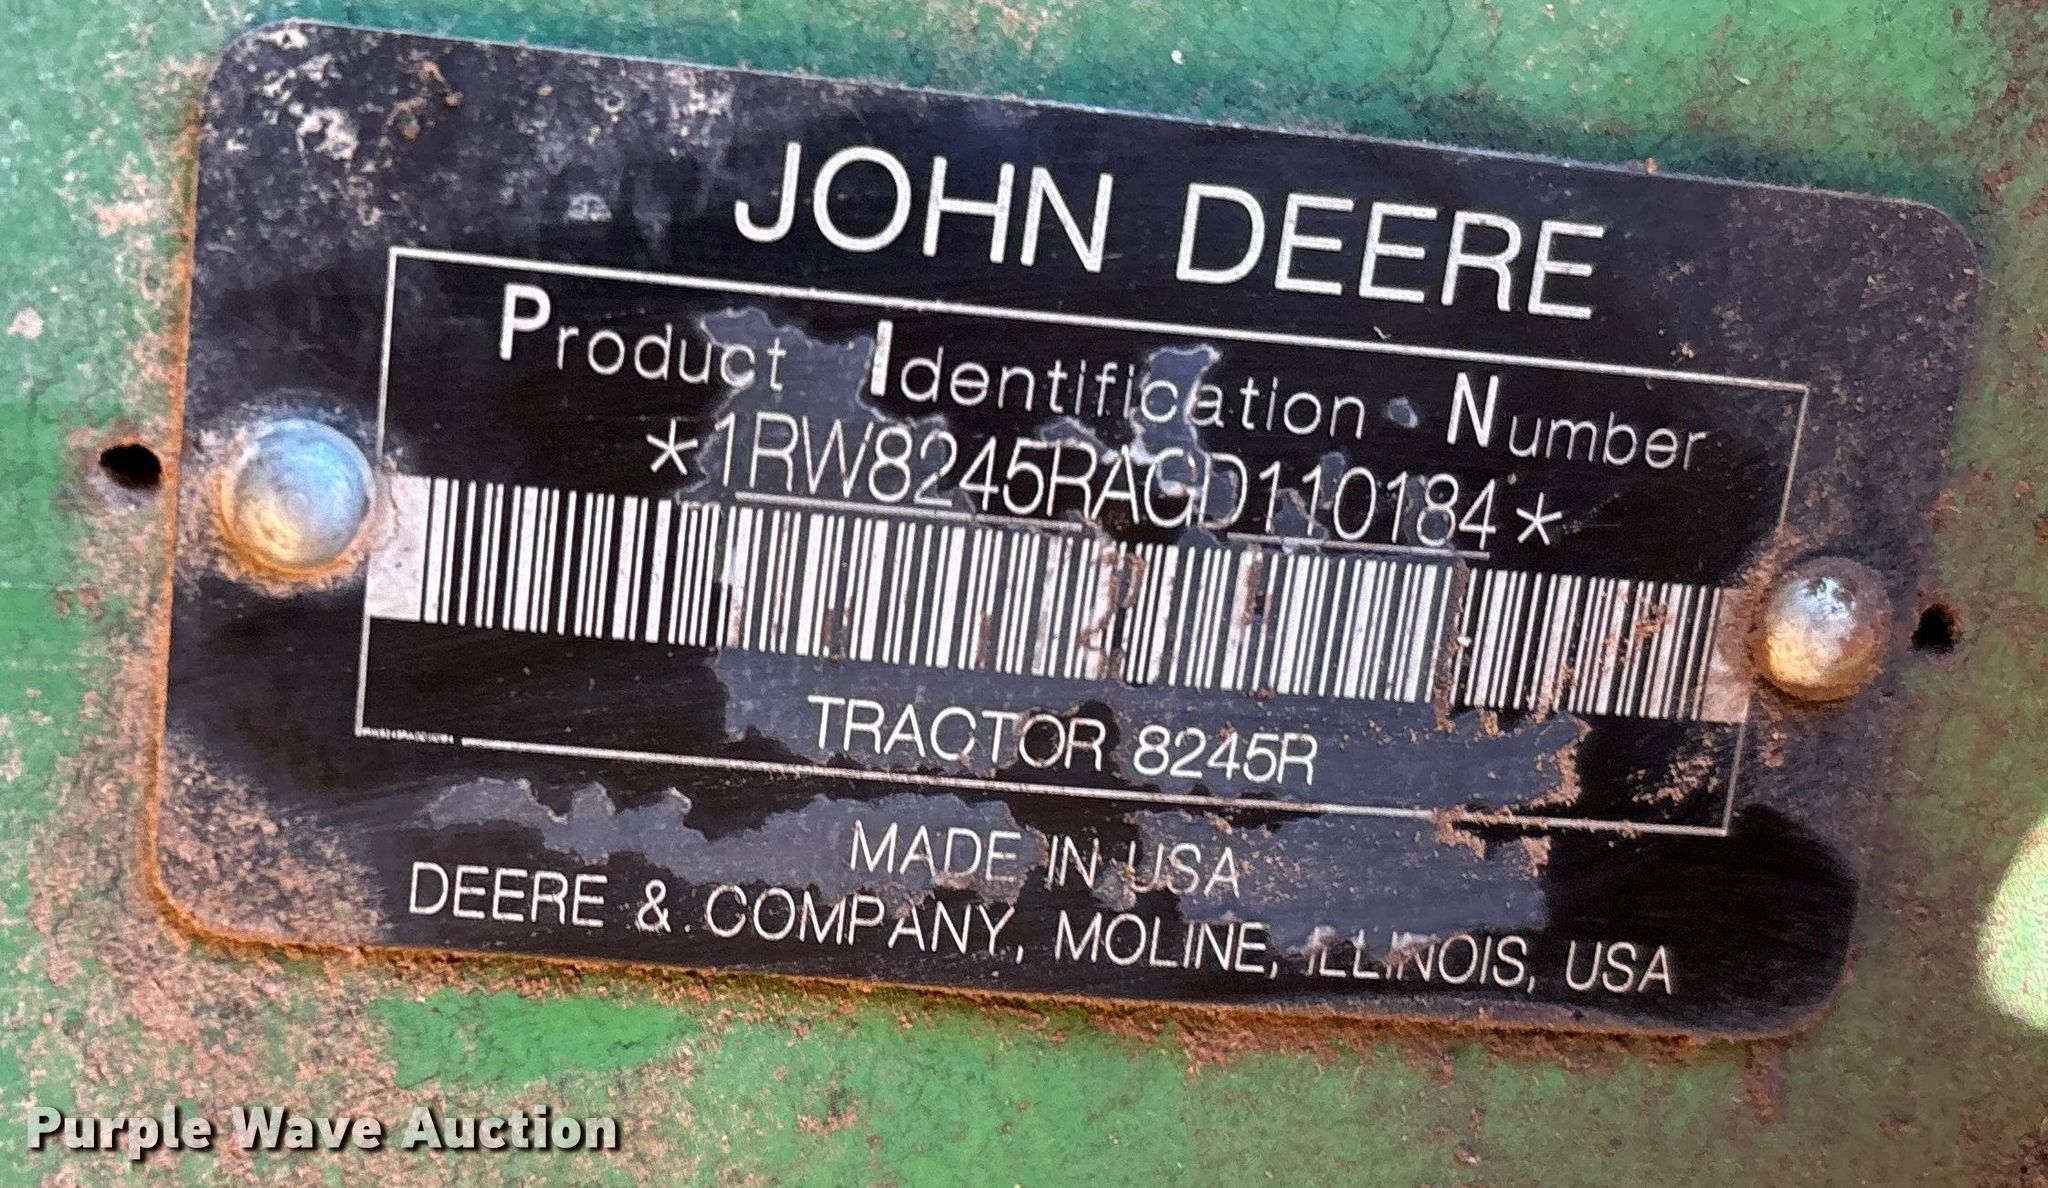 JOHN DEERE
Product Identification Number
*1RW8245RAGD110184*
TRACTOR 8245R
MADE IN USA
DEERE & COMPANY, MOLINE, ILLINOIS, USA
Purple Wave Auction